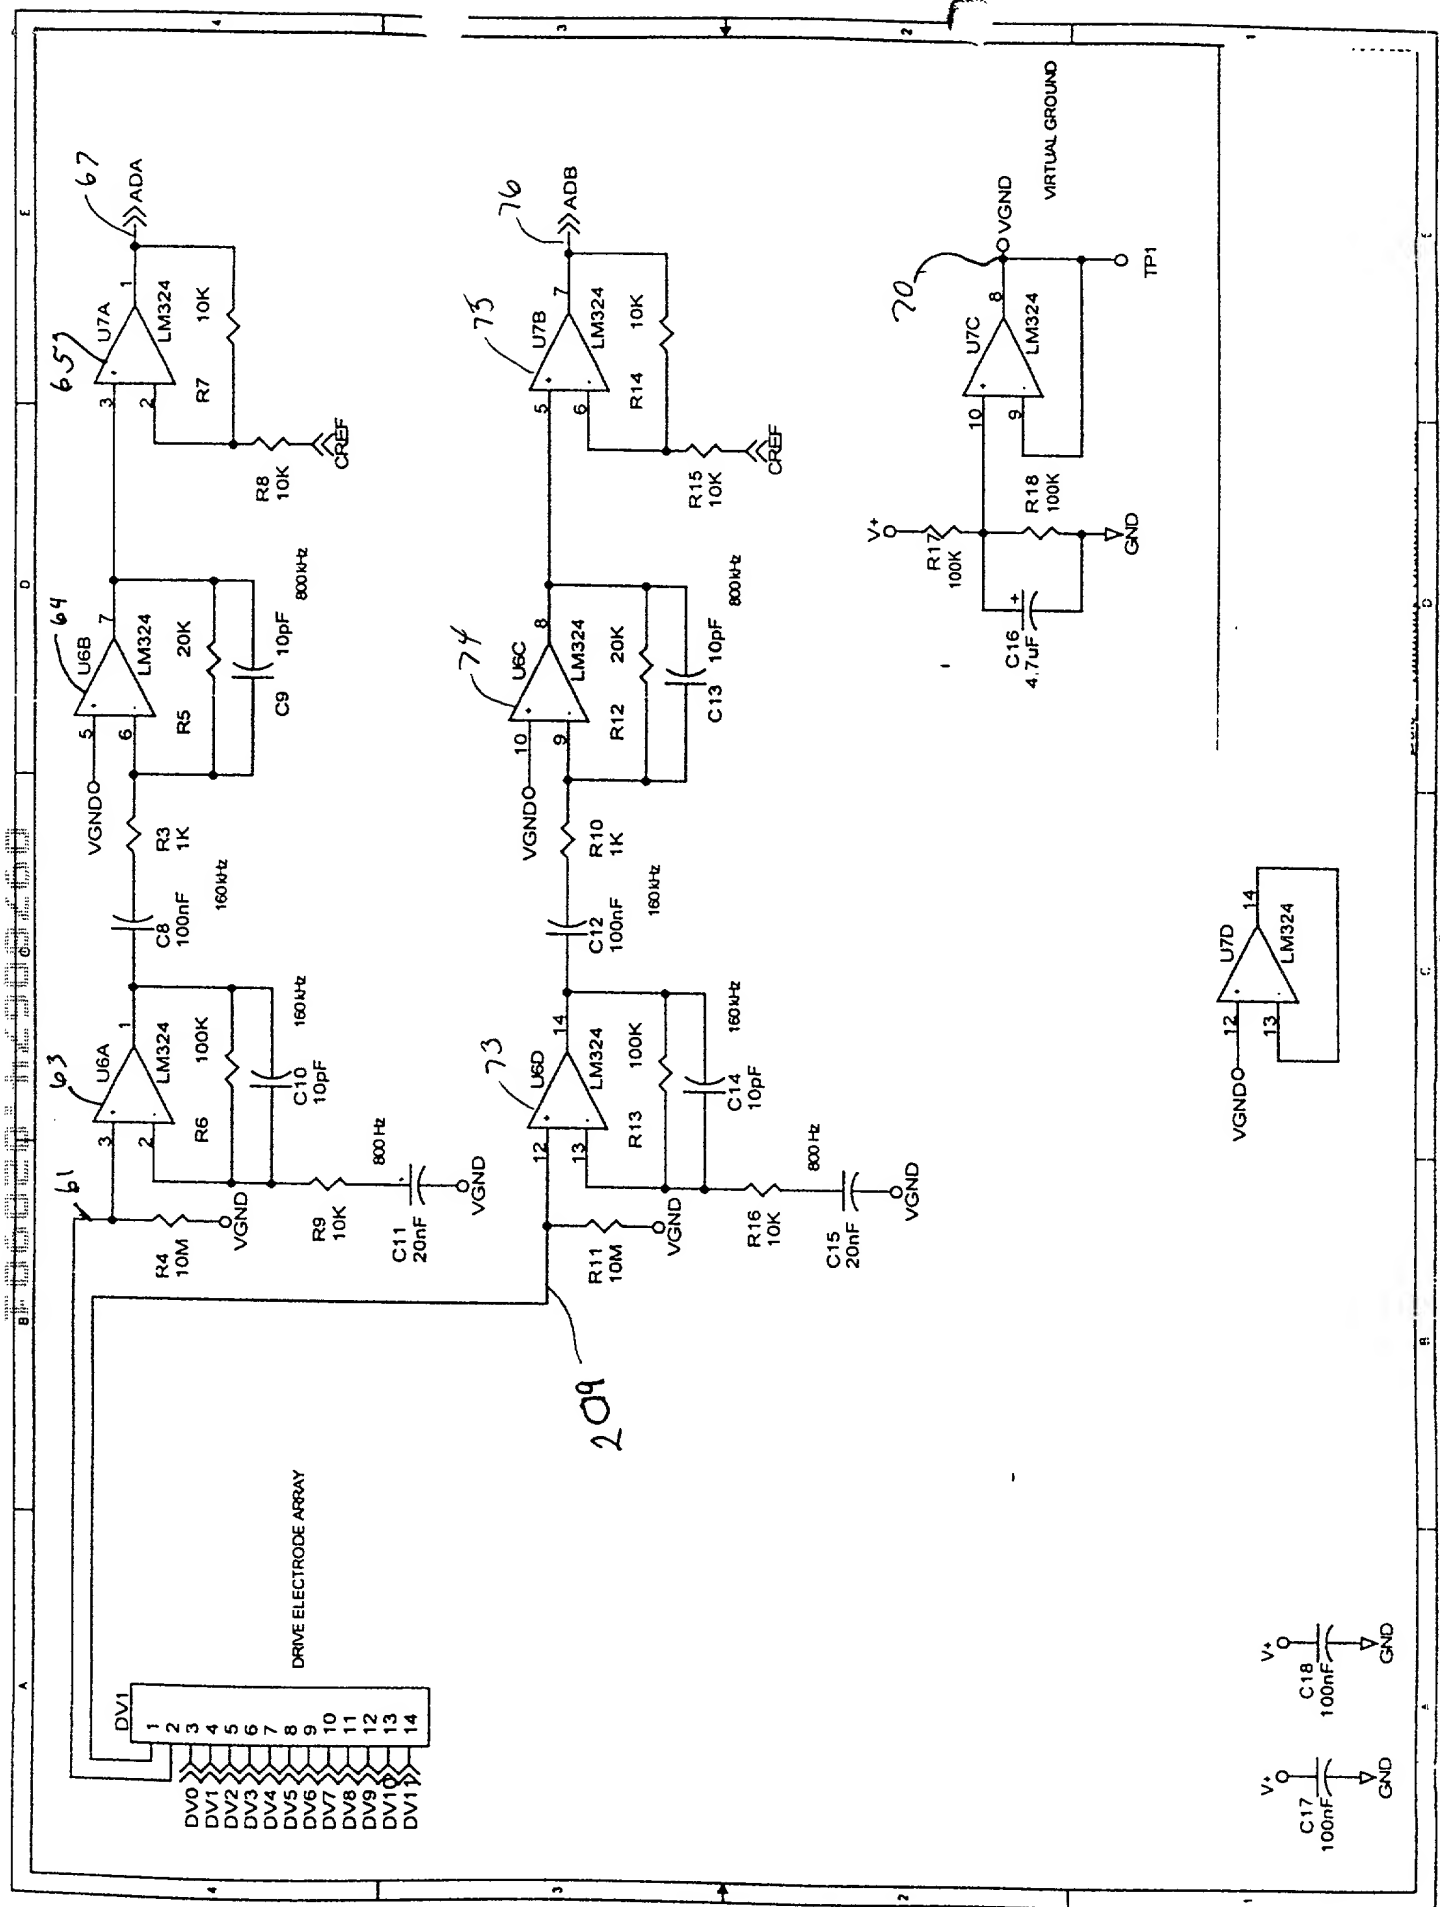 4
3
2
1
E
D
C
B
A
61
63
U6A
3
2
1
LM324
R6
100K
C10
10pF
160kHz
R4
10M
VGND
R9
10K
800 Hz
C11
20nF
VGND
C8
100nF
160kHz
R3
1K
VGND
64
U6B
5
6
7
LM324
R5
20K
C9
10pF
800kHz
65
U7A
3
2
1
LM324
R7
10K
R8
10K
CREF
67
ADA
209
73
U6D
12
13
14
LM324
R13
100K
C14
10pF
160kHz
R11
10M
VGND
R16
10K
800 Hz
C15
20nF
VGND
C12
100nF
160kHz
R10
1K
VGND
74
U6C
10
9
8
LM324
R12
20K
C13
10pF
800kHz
75
U7B
5
6
7
LM324
R14
10K
R15
10K
CREF
76
ADB
V+
R17
100K
R18
100K
C16
4.7uF
GND
U7C
10
9
8
LM324
70
VGND
TP1
VIRTUAL GROUND
U7D
12
13
14
LM324
VGND
DRIVE ELECTRODE ARRAY
DV1
1
2
DV0 3
DV1 4
DV2 5
DV3 6
DV4 7
DV5 8
DV6 9
DV7 10
DV8 11
DV9 12
DV10 13
DV11 14
V+
C17
100nF
GND
V+
C18
100nF
GND
4
3
2
1
E
D
C
B
A